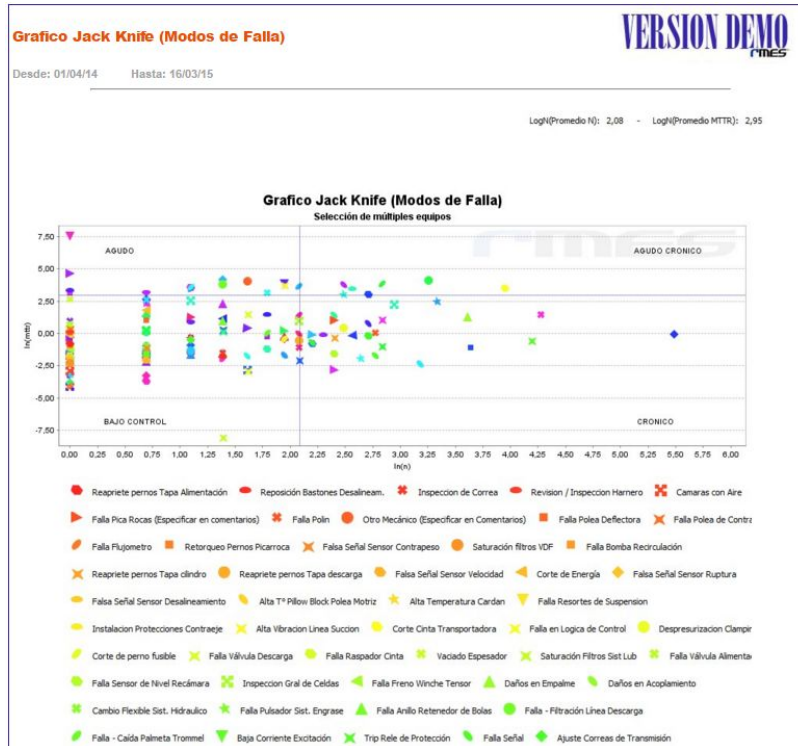 VERSION DEMO
rmes
Grafico Jack Knife (Modos de Falla)
Desde: 01/04/14 Hasta: 16/03/15
LogN(Promedio N): 2,08 - LogN(Promedio MTTR): 2,95
Grafico Jack Knife (Modos de Falla)
Selección de múltiples equipos
rmes
7,50
AGUDO AGUDO CRONICO
5,00
2,50
0,00
-2,50
-5,00
BAJO CONTROL CRONICO
-7,50
0,00 0,25 0,50 0,75 1,00 1,25 1,50 1,75 2,00 2,25 2,50 2,75 3,00 3,25 3,50 3,75 4,00 4,25 4,50 4,75 5,00 5,25 5,50 5,75 6,00
ln(n)
Reapriete pernos Tapa Alimentación Reposición Bastones Desalineam. Inspeccion de Correa Revision / Inspeccion Harnero Camaras con Aire
Falla Pica Rocas (Especificar en comentarios) Falla Polin Otro Mecánico (Especificar en Comentarios) Falla Polea Deflectora Falla Polea de Contra
Falla Flujometro Retorqueo Pernos Picarroca Falsa Señal Sensor Contrapeso Saturación filtros VDF Falla Bomba Recirculación
Reapriete pernos Tapa cilindro Reapriete pernos Tapa descarga Falsa Señal Sensor Velocidad Corte de Energía Falsa Señal Sensor Ruptura
Falsa Señal Sensor Desalineamiento Alta Tª Pillow Block Polea Motriz Alta Temperatura Cardan Falla Resortes de Suspension
Instalacion Protecciones Contraeje Alta Vibracion Linea Succion Corte Cinta Transportadora Falla en Logica de Control Despresurizacion Clampir
Corte de perno fusible Falla Válvula Descarga Falla Raspador Cinta Vaciado Espesador Saturación Filtros Sist Lub Falla Válvula Alimenta
Falla Sensor de Nivel Recámara Inspeccion Gral de Celdas Falla Freno Winche Tensor Daños en Empalme Daños en Acoplamiento
Cambio Flexible Sist. Hidraulico Falla Pulsador Sist. Engrase Falla Anillo Retenedor de Bolas Falla - Filtración Línea Descarga
Falla - Caída Palmeta Trommel Baja Corriente Excitación Trip Rele de Protección Falla Señal Ajuste Correas de Transmisión